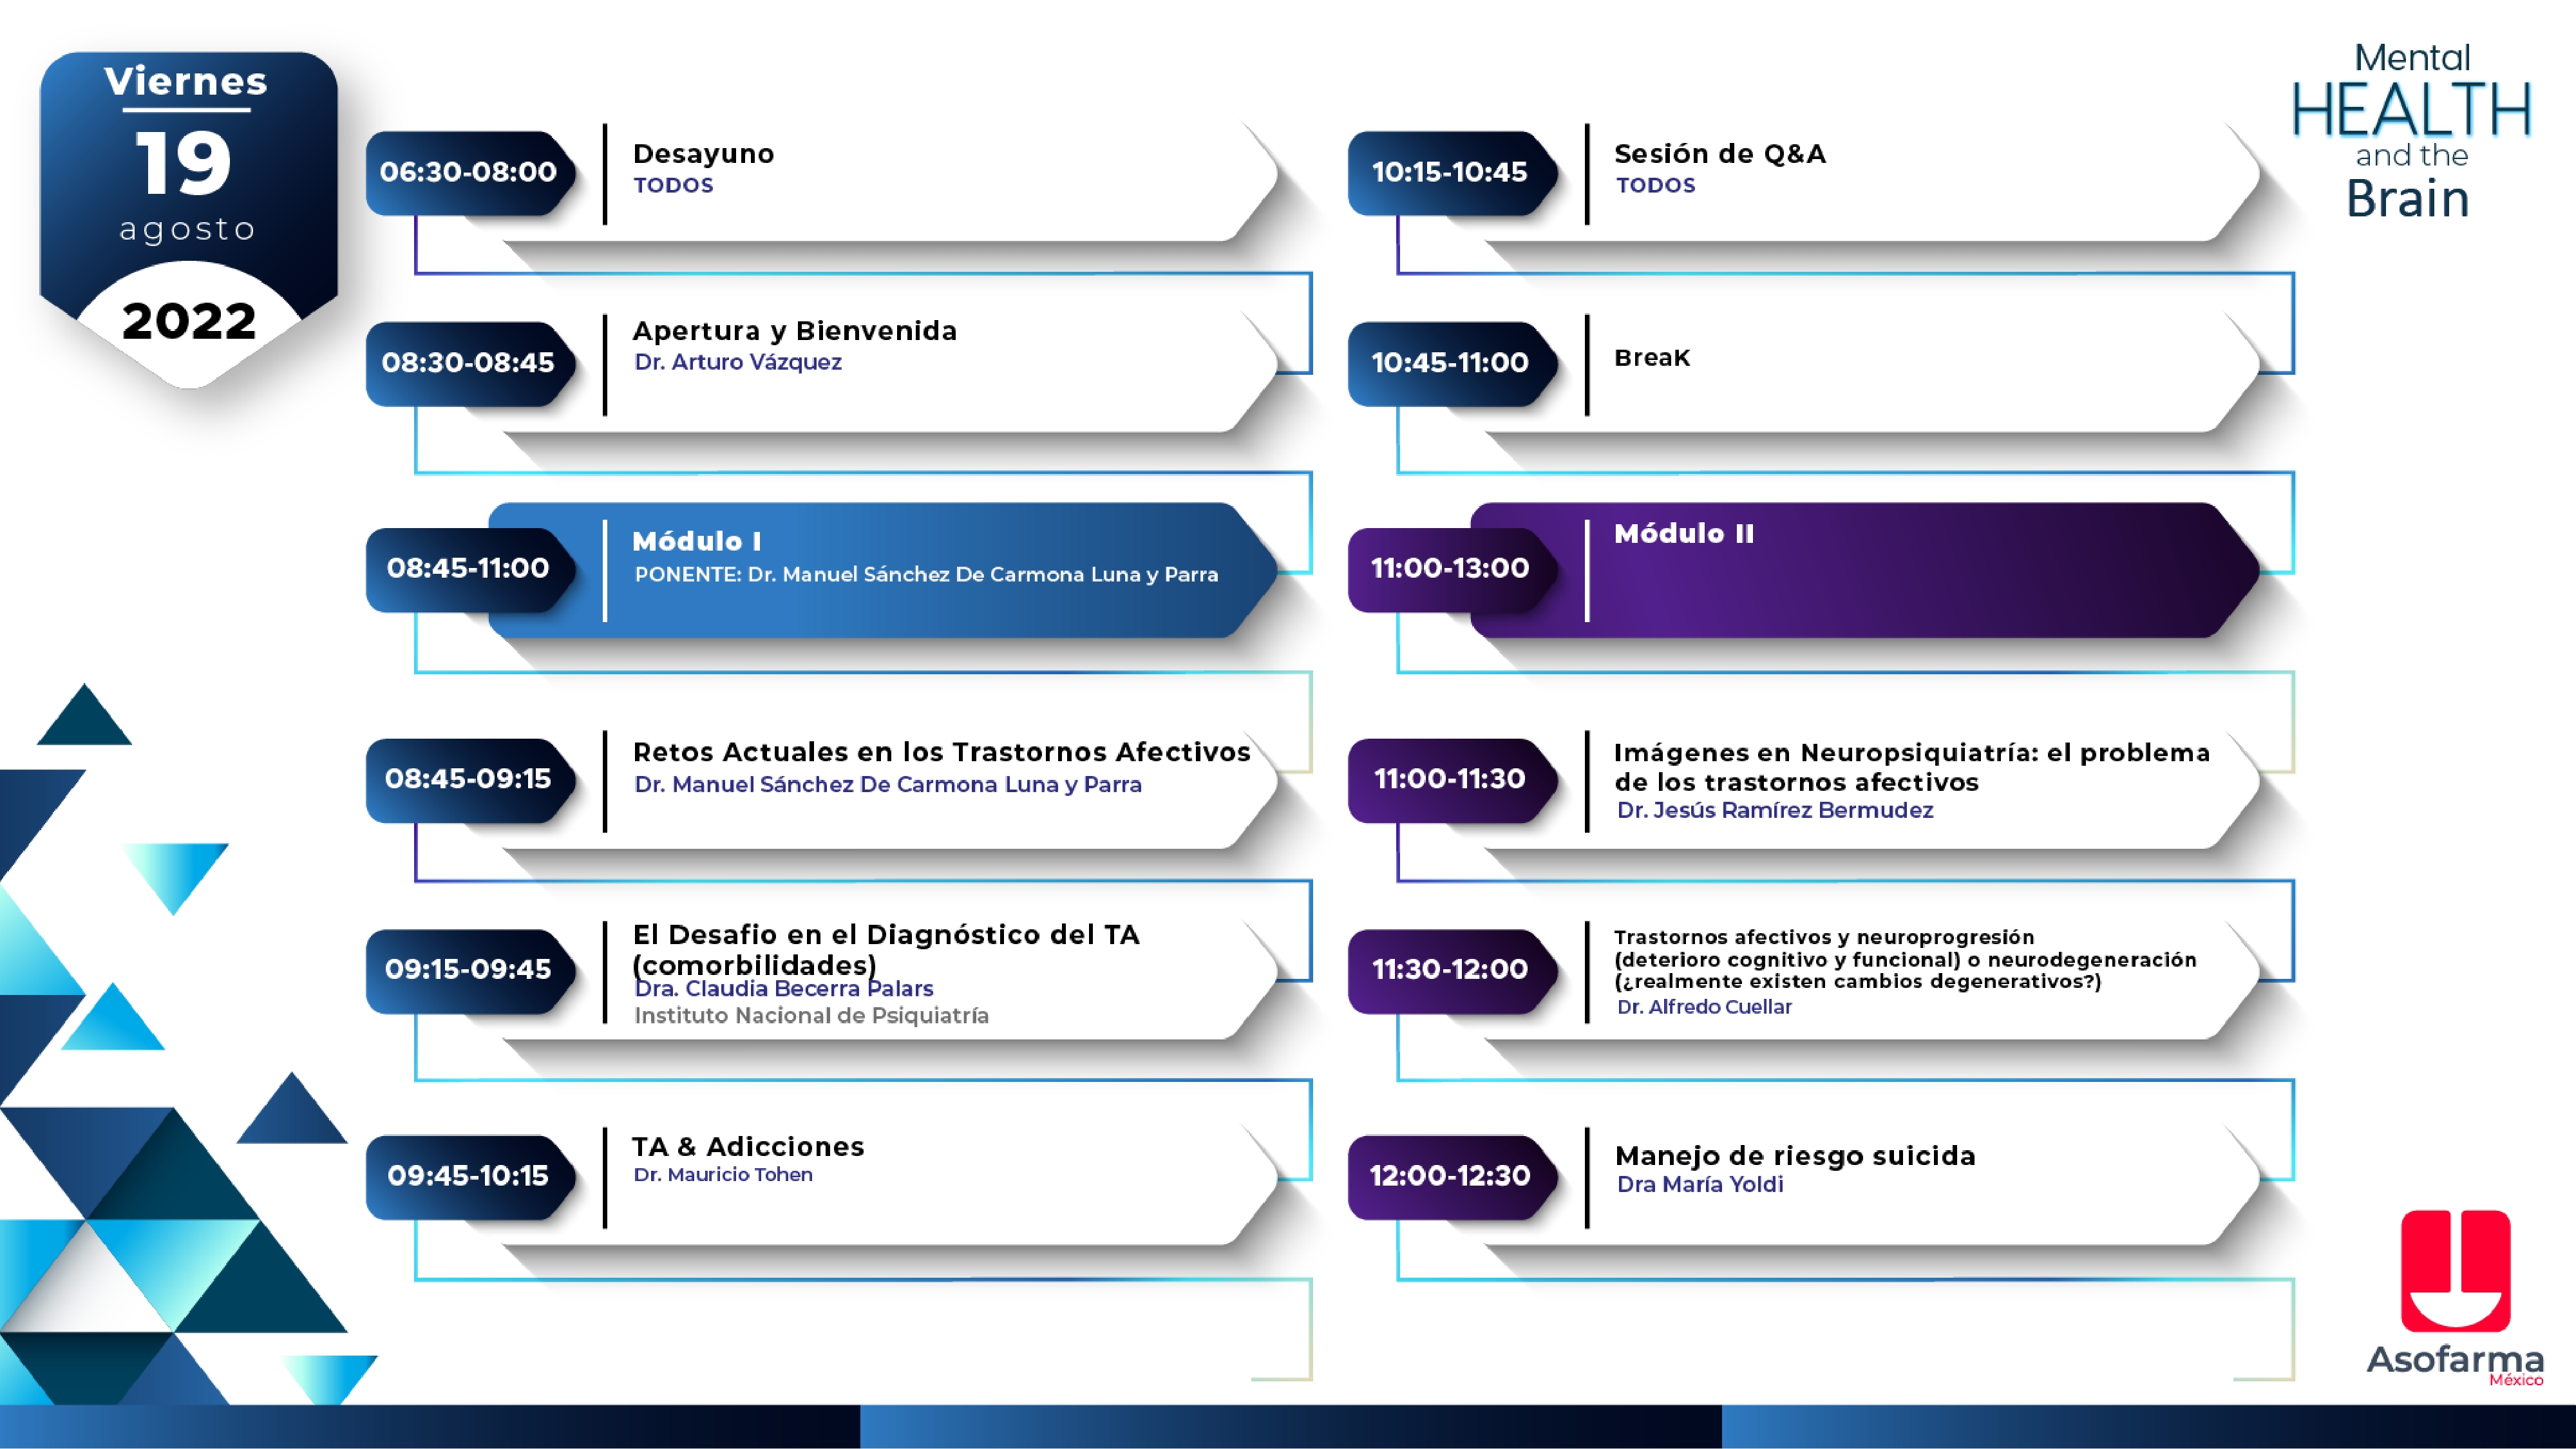 Viernes
19
agosto
2022
06:30-08:00
Desayuno
TODOS
08:30-08:45
Apertura y Bienvenida
Dr. Arturo Vázquez
08:45-11:00
Módulo I
PONENTE: Dr. Manuel Sánchez De Carmona Luna y Parra
08:45-09:15
Retos Actuales en los Trastornos Afectivos
Dr. Manuel Sánchez De Carmona Luna y Parra
09:15-09:45
El Desafio en el Diagnóstico del TA
(comorbilidades)
Dra. Claudia Becerra Palars
Instituto Nacional de Psiquiatría
09:45-10:15
TA & Adicciones
Dr. Mauricio Tohen
10:15-10:45
Sesión de Q&A
TODOS
10:45-11:00
BreaK
11:00-13:00
Módulo II
11:00-11:30
Imágenes en Neuropsiquiatría: el problema
de los trastornos afectivos
Dr. Jesús Ramírez Bermudez
11:30-12:00
Trastornos afectivos y neuroprogresión
(deterioro cognitivo y funcional) o neurodegeneración
(¿realmente existen cambios degenerativos?)
Dr. Alfredo Cuellar
12:00-12:30
Manejo de riesgo suicida
Dra María Yoldi
Mental
HEALTH
and the
Brain
Asofarma
México